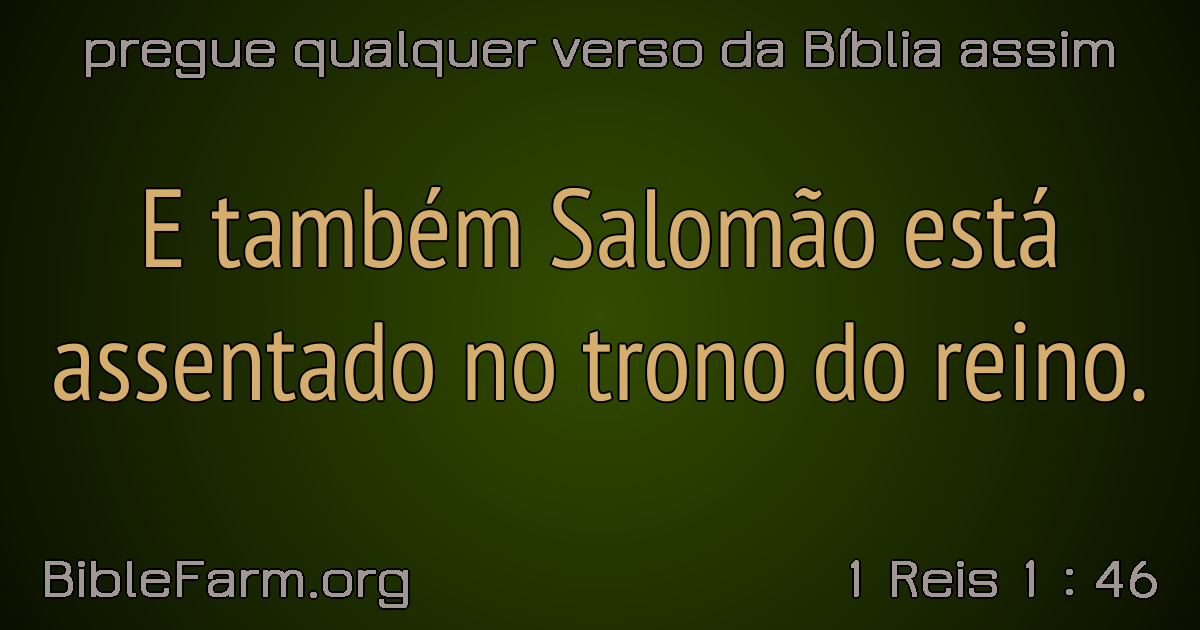 pregue qualquer verso da Bíblia assim
E também Salomão está
assentado no trono do reino.
BibleFarm.org
1 Reis 1 : 46